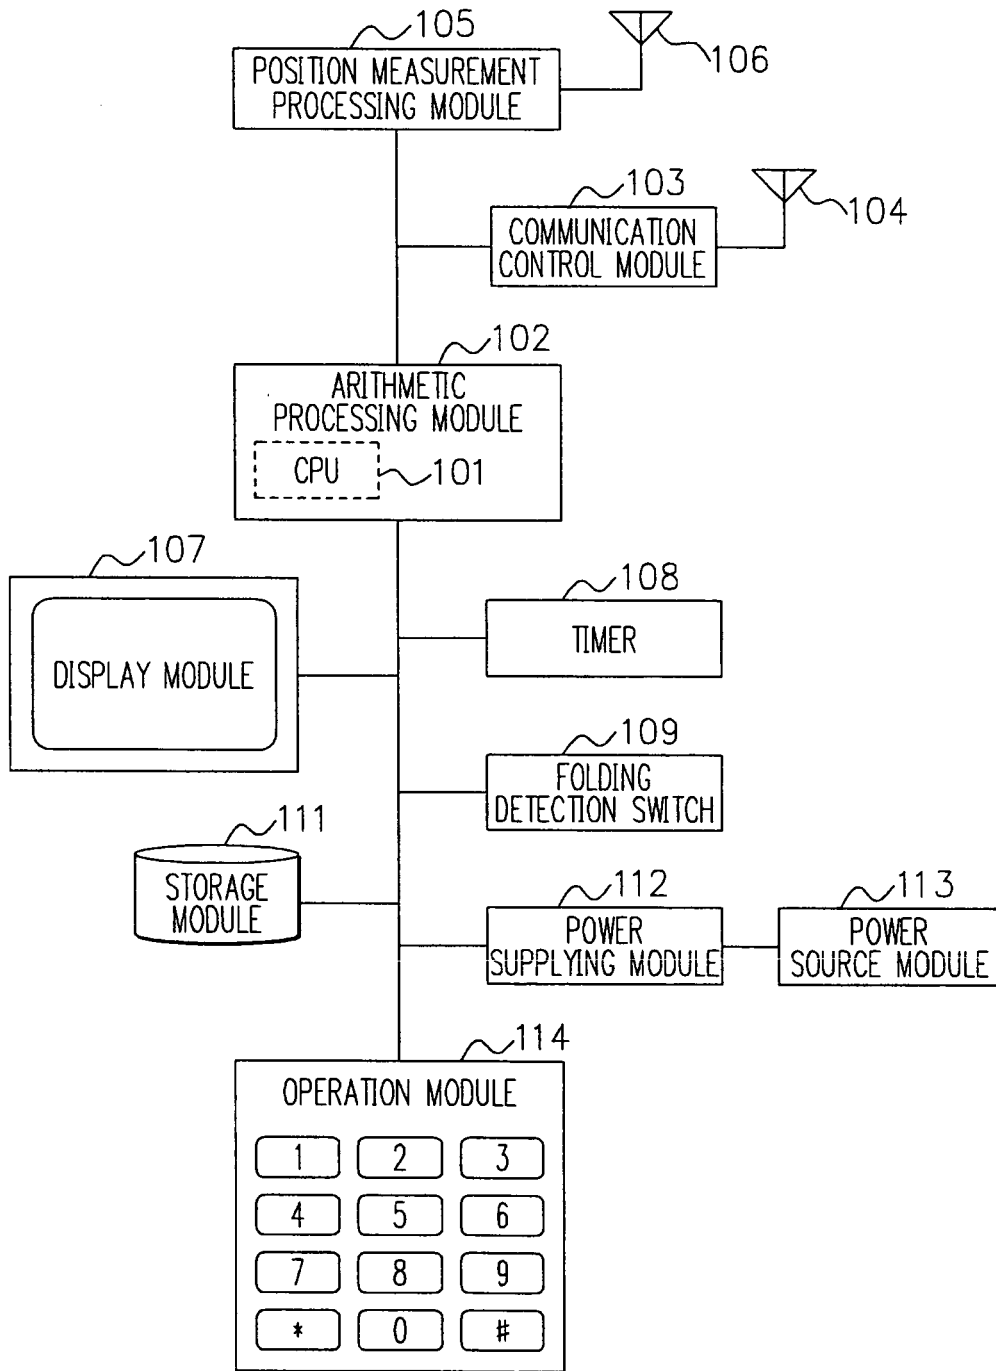 105
106
POSITION MEASUREMENT
PROCESSING MODULE
103
104
COMMUNICATION
CONTROL MODULE
102
ARITHMETIC
PROCESSING MODULE
CPU
101
107
DISPLAY MODULE
108
TIMER
109
FOLDING
DETECTION SWITCH
111
STORAGE
MODULE
112
POWER
SUPPLYING MODULE
113
POWER
SOURCE MODULE
114
OPERATION MODULE
1 2 3
4 5 6
7 8 9
* 0 #